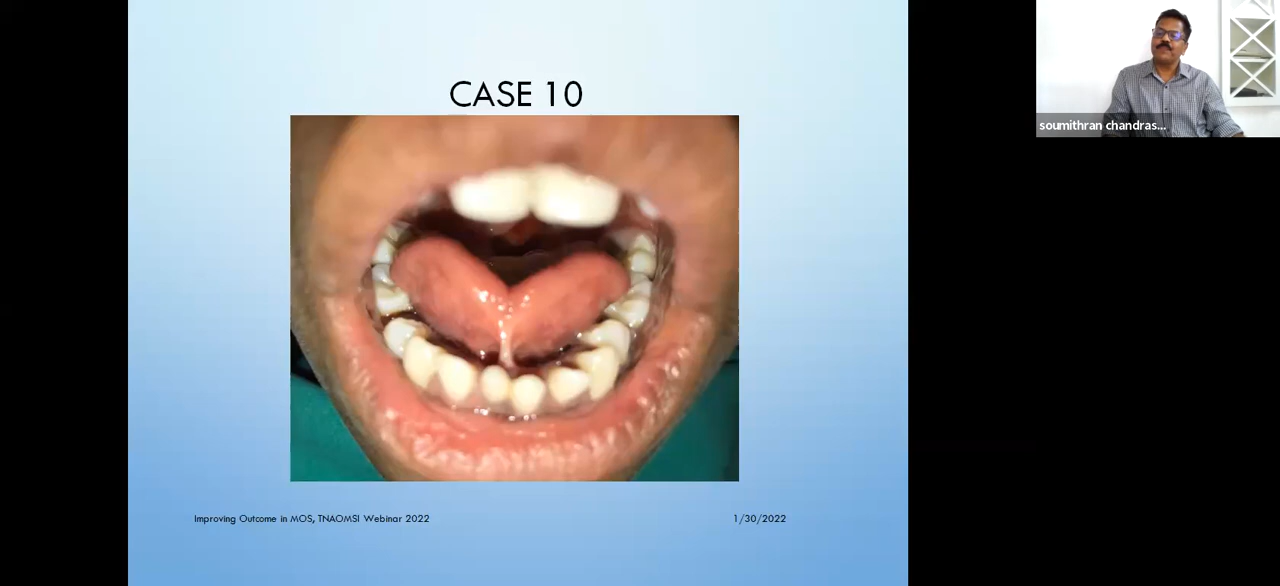 CASE 10
soumithran chandras...
Improving Outcome in MOS, TNAOMSI Webinar 2022
1/30/2022